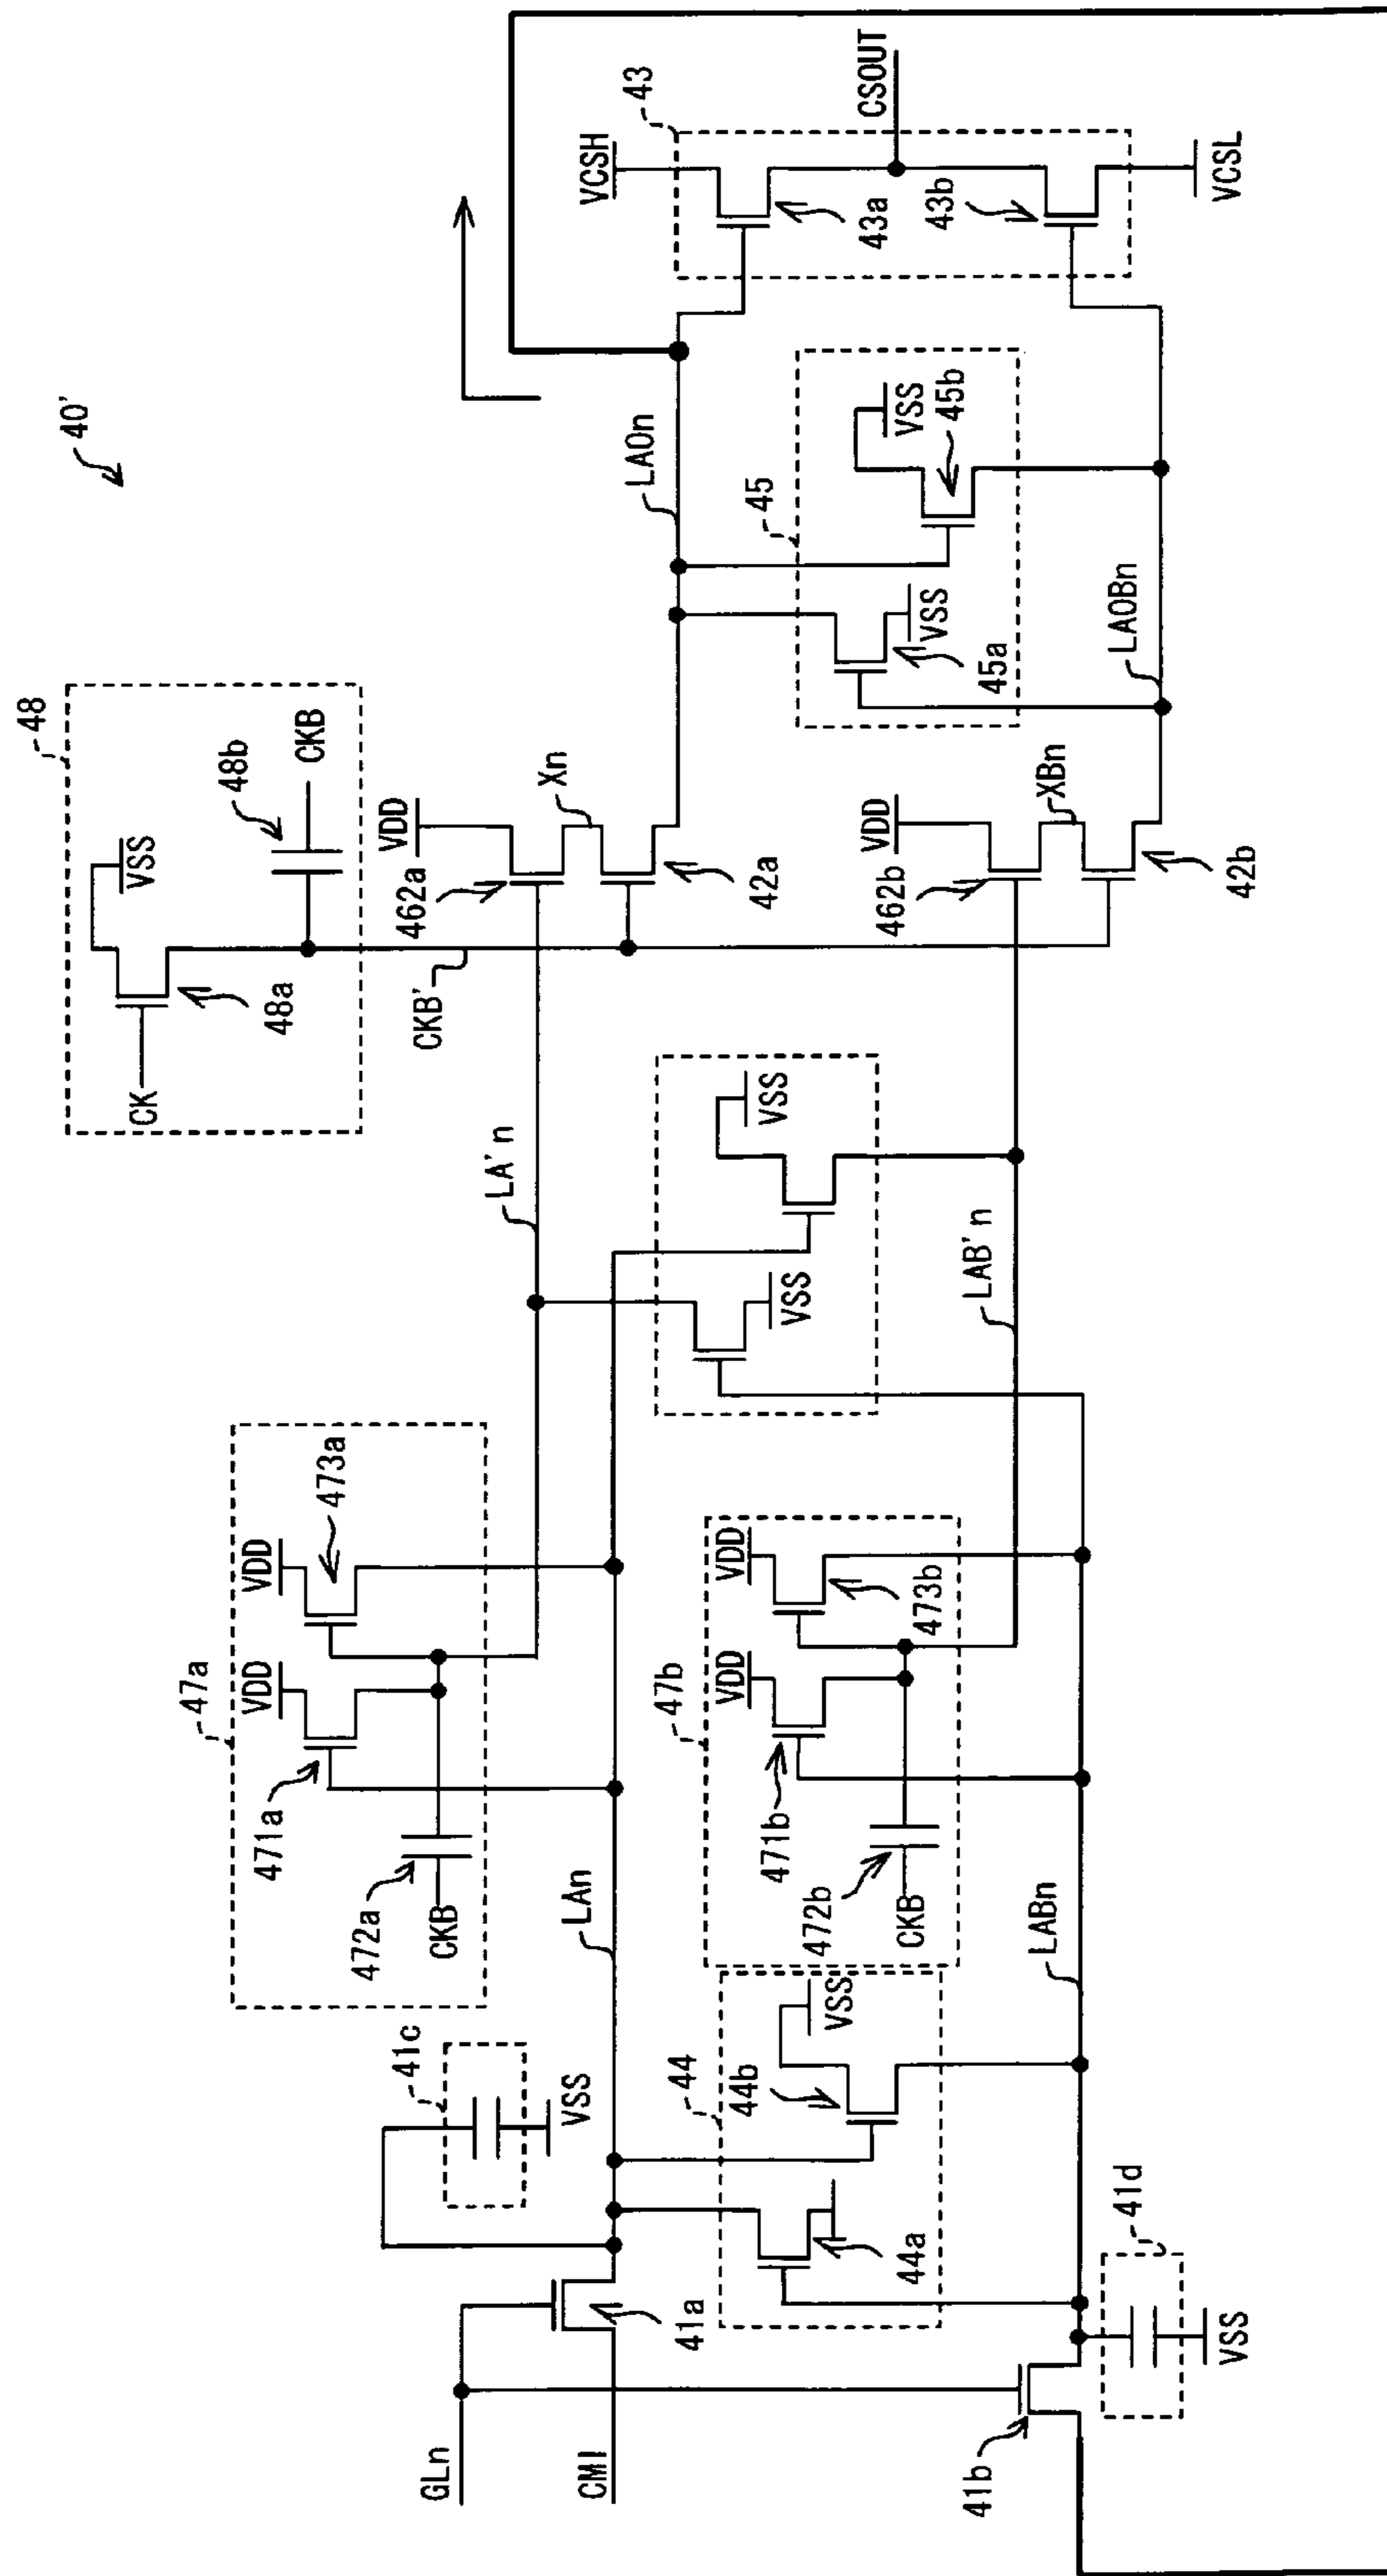 40'
48
CK
48a
VSS
48b
CKB
CKB'
VDD
462a
Xn
42a
LA'n
LAOn
VCSH
43
43a
CSOUT
43b
VCSL
45
VSS
45b
VSS
45a
VDD
462b
XBn
42b
LAOBn
VSS
VSS
LAB'n
47a
VDD
VDD
473a
471a
472a
CKB
47b
VDD
VDD
473b
471b
472b
CKB
LAn
LABn
41c
VSS
44
44b
VSS
44a
41a
GLn
CMI
41b
41d
VSS